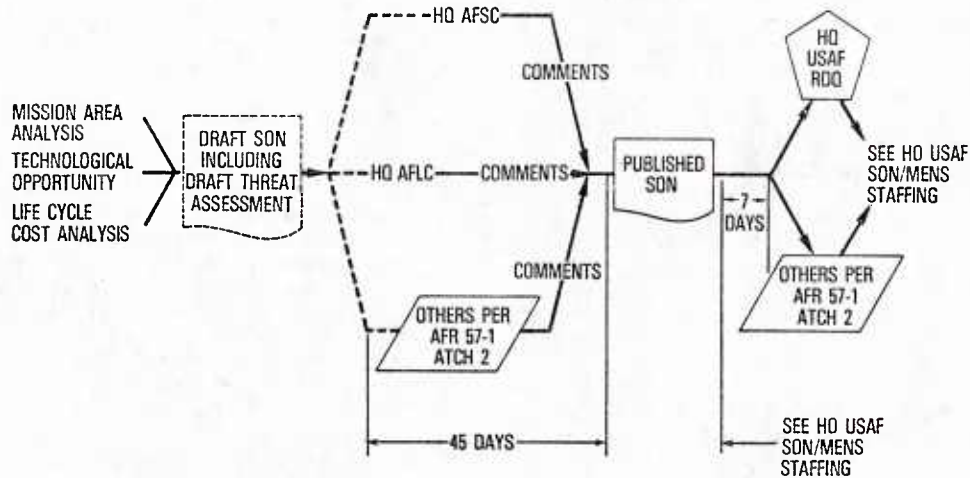 MISSION AREA
ANALYSIS
TECHNOLOGICAL
OPPORTUNITY
LIFE CYCLE
COST ANALYSIS
DRAFT SON
INCLUDING
DRAFT THREAT
ASSESSMENT
HQ AFSC
COMMENTS
HQ AFLC
COMMENTS
COMMENTS
OTHERS PER
AFR 57-1
ATCH 2
45 DAYS
PUBLISHED
SON
7
DAYS
HQ
USAF
RDQ
SEE HQ USAF
SON/MENS
STAFFING
OTHERS PER
AFR 57-1
ATCH 2
SEE HQ USAF
SON/MENS
STAFFING